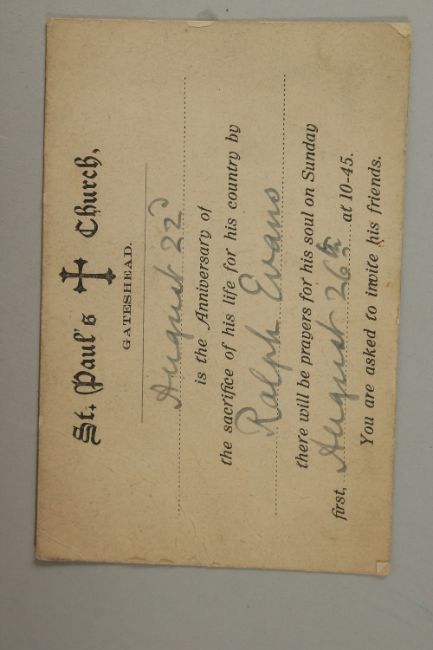 St. Paul's ✝ Church,
GATESHEAD.
August 22ⁿᵈ
is the Anniversary of
the sacrifice of his life for his country by
Ralph Evans
there will be prayers for his soul on Sunday
first, August 26th at 10-45.
You are asked to invite his friends.